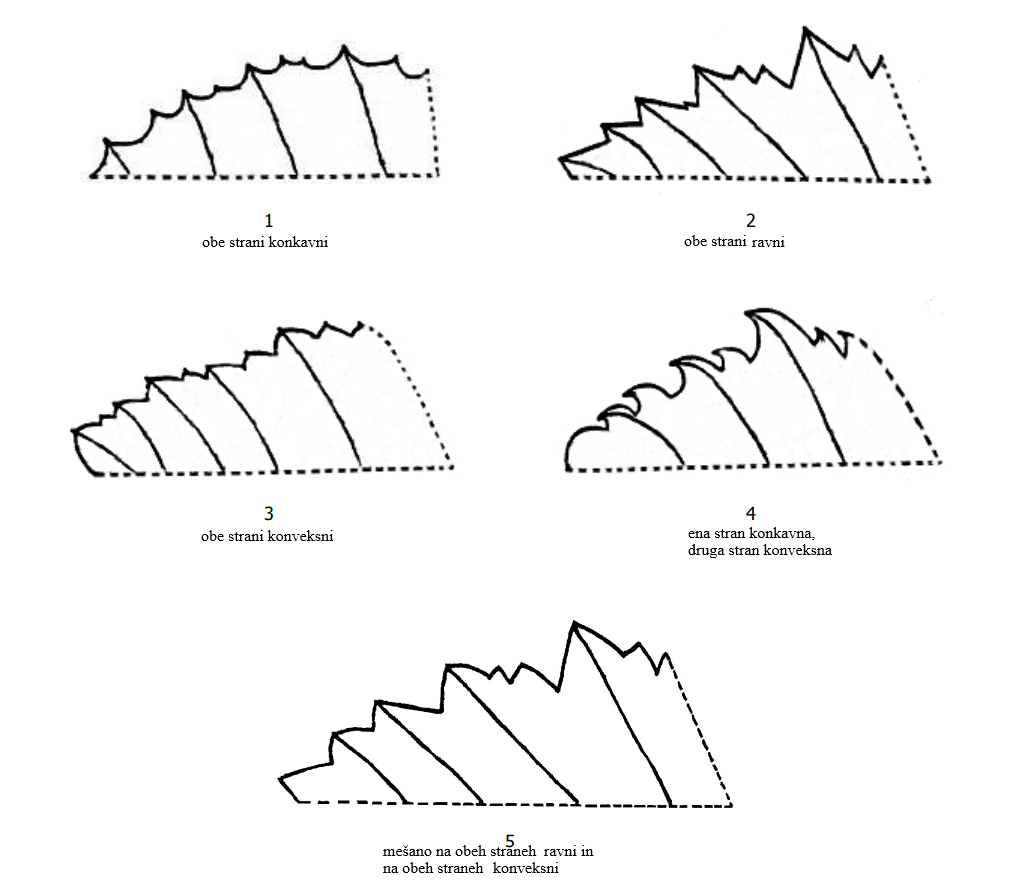 1
obe strani konkavni
2
obe strani ravni
3
obe strani konveksni
4
ena stran konkavna,
druga stran konveksna
5
mešano na obeh straneh ravni in
na obeh straneh konveksni